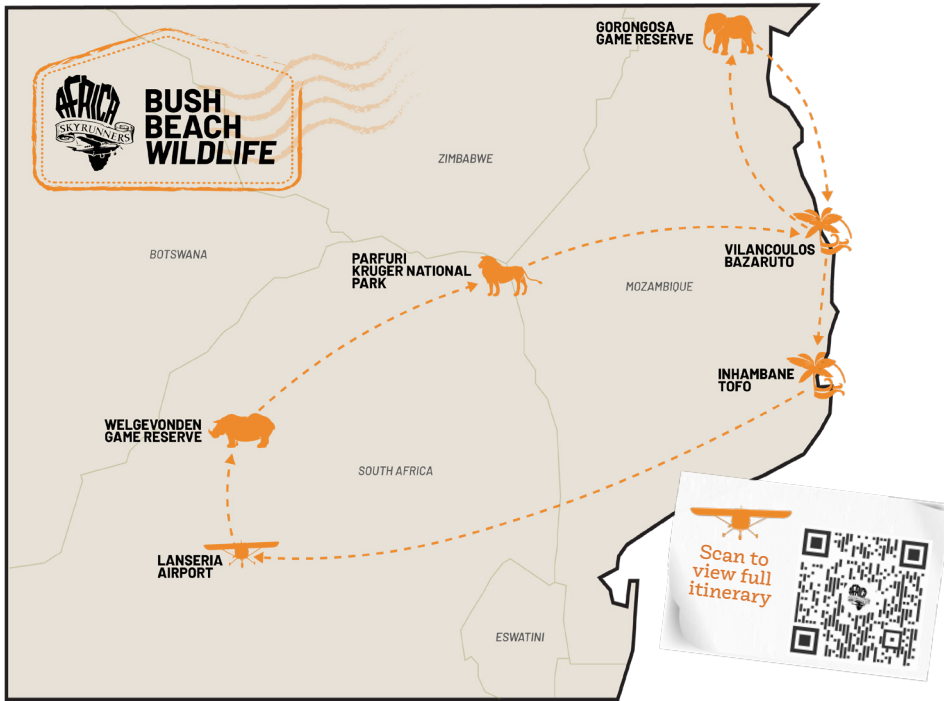 GORONGOSA
GAME RESERVE
AFRICA
SKYRUNNERS
BUSH
BEACH
WILDLIFE
ZIMBABWE
BOTSWANA
PARFURI
KRUGER NATIONAL
PARK
VILANCOULOS
BAZARUTO
MOZAMBIQUE
INHAMBANE
TOFO
WELGEVONDEN
GAME RESERVE
SOUTH AFRICA
LANSERIA
AIRPORT
Scan to
view full
itinerary
AFRICA
ESWATINI